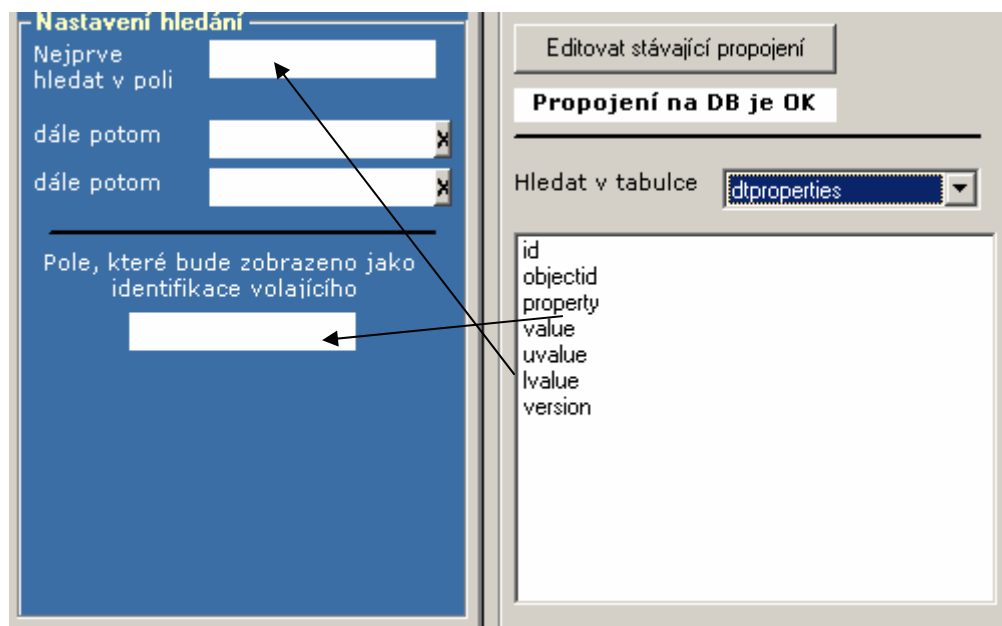 Nastavení hledání
Nejprve
hledat v poli
dále potom
x
dále potom
x
Pole, které bude zobrazeno jako
identifikace volajícího
Editovat stávající propojení
Propojení na DB je OK
Hledat v tabulce
dtproperties
id
objectid
property
value
uvalue
lvalue
version